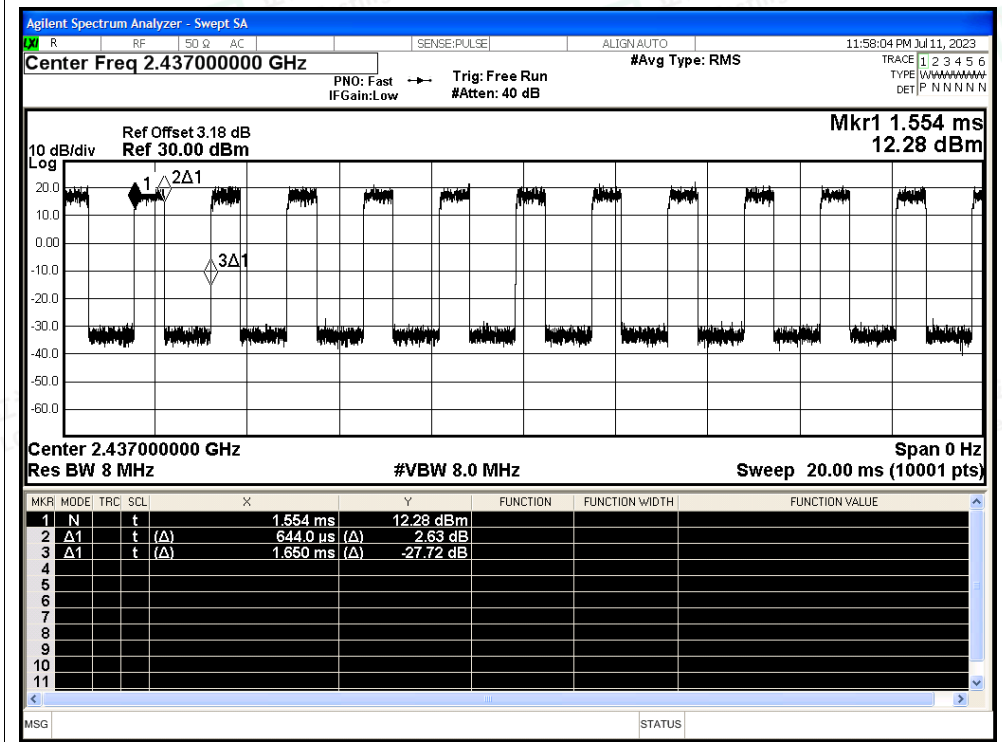 Agilent Spectrum Analyzer - Swept SA
LXI R RF 50 Ω AC SENSE:PULSE ALIGN AUTO 11:58:04 PM Jul 11, 2023
Center Freq 2.437000000 GHz #Avg Type: RMS TRACE 1 2 3 4 5 6
PNO: Fast Trig: Free Run TYPE W
IFGain:Low #Atten: 40 dB DET P N N N N N
Ref Offset 3.18 dB Mkr1 1.554 ms
10 dB/div Ref 30.00 dBm 12.28 dBm
Log
1 2Δ1
20.0
10.0
0.00
3Δ1
-10.0
-20.0
-30.0
-40.0
-50.0
-60.0
Center 2.437000000 GHz Span 0 Hz
Res BW 8 MHz #VBW 8.0 MHz Sweep 20.00 ms (10001 pts)
MKR MODE TRC SCL X Y FUNCTION FUNCTION WIDTH FUNCTION VALUE
1 N t 1.554 ms 12.28 dBm
2 Δ1 t (Δ) 644.0 µs (Δ) 2.63 dB
3 Δ1 t (Δ) 1.650 ms (Δ) -27.72 dB
4
5
6
7
8
9
10
11
MSG STATUS